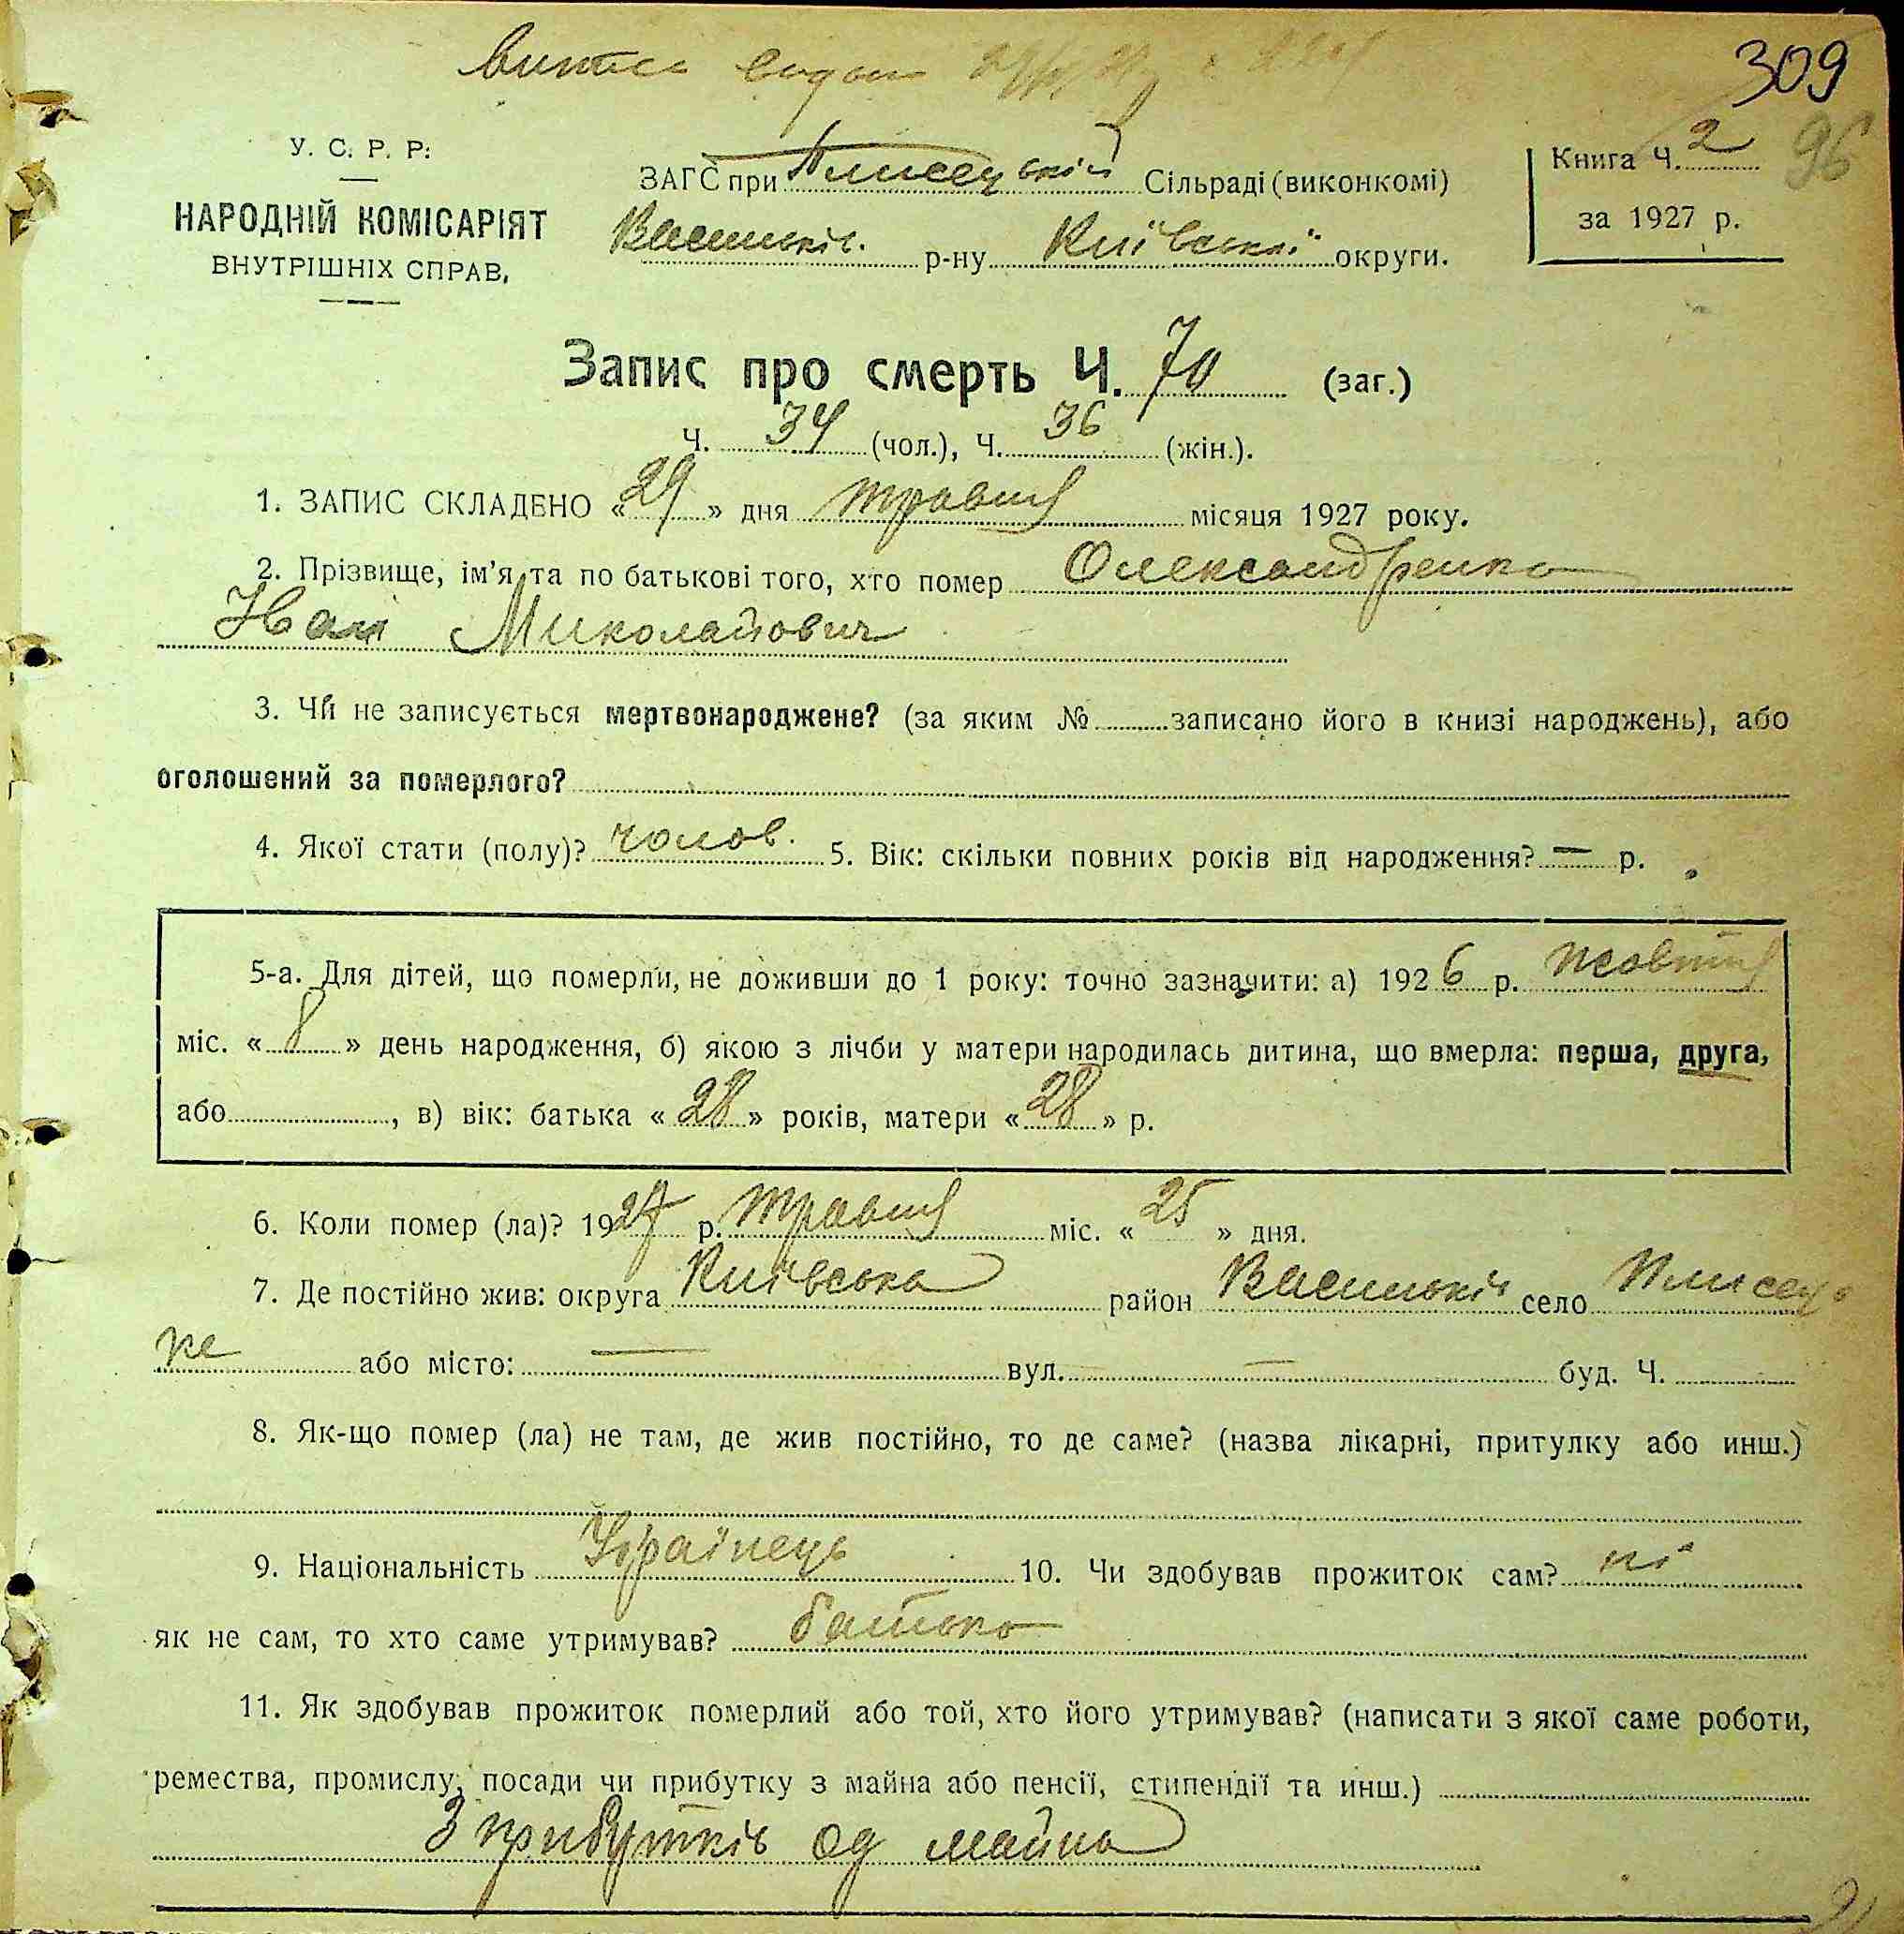 309
У. С. Р. Р.
НАРОДНІЙ КОМІСАРІЯТ
ВНУТРІШНІХ СПРАВ,
ЗАГС при Плисецькій Сільраді (виконкомі)
Васильків. р-ну Київської округи.
Книга Ч. 2 96
за 1927 р.
Запис про смерть Ч. 70 (заг.)
Ч. 34 (чол.), Ч. 36 (жін.).
1. ЗАПИС СКЛАДЕНО «29» дня травня місяця 1927 року.
2. Прізвище, ім'я та по батькові того, хто помер Олександренко
Іван Миколайович
3. Чи не записується мертвонароджене? (за яким № записано його в книзі народжень), або
оголошений за померлого?
4. Якої стати (полу)? чолов. 5. Вік: скільки повних років від народження? — р.
5-а. Для дітей, що померли, не доживши до 1 року: точно зазначити: а) 1926 р. жовтня
міс. «8» день народження, б) якою з лічби у матери народилась дитина, що вмерла: перша, друга,
або , в) вік: батька «28» років, матери «28» р.
6. Коли помер (ла)? 1927 р. травня міс. «25» дня.
7. Де постійно жив: округа Київська район Васильків село Плисець-
ке або місто: — вул. — буд. Ч.
8. Як-що помер (ла) не там, де жив постійно, то де саме? (назва лікарні, притулку або инш.)
9. Національність Українець 10. Чи здобував прожиток сам? ні
як не сам, то хто саме утримував? батько
11. Як здобував прожиток померлий або той, хто його утримував? (написати з якої саме роботи,
ремества, промислу, посади чи прибутку з майна або пенсії, стипендії та инш.)
З прибутків од майна